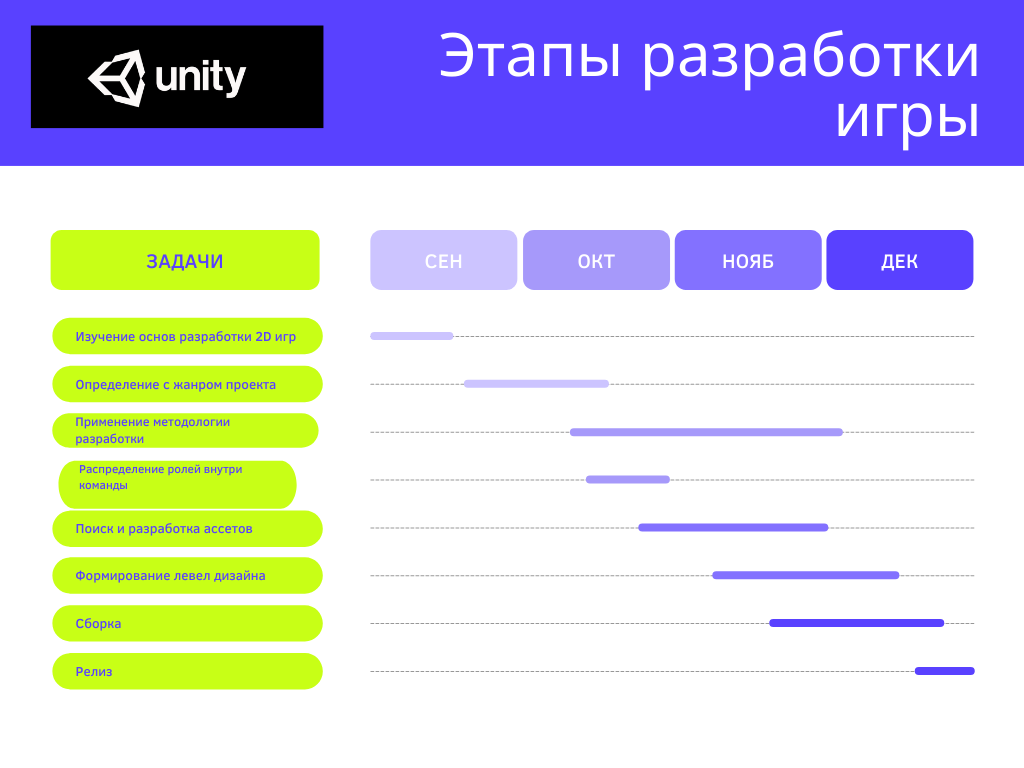 unity
Этапы разработки
игры
ЗАДАЧИ
СЕН
ОКТ
НОЯБ
ДЕК
Изучение основ разработки 2D игр
Определение с жанром проекта
Применение методологии
разработки
Распределение ролей внутри
команды
Поиск и разработка ассетов
Формирование левел дизайна
Сборка
Релиз